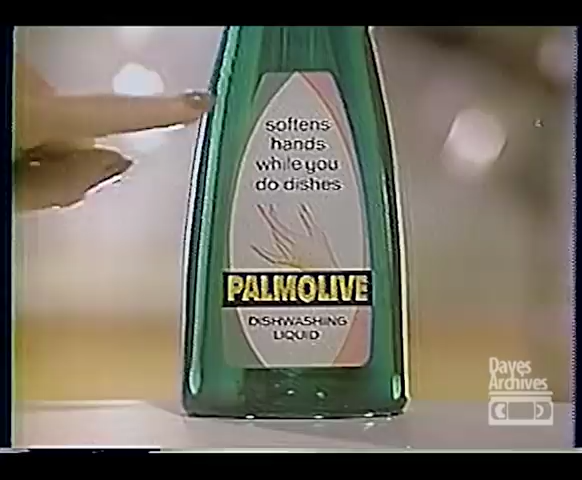 softens
hands
while you
do dishes
PALMOLIVE
DISHWASHING
LIQUID
Daves
Archives